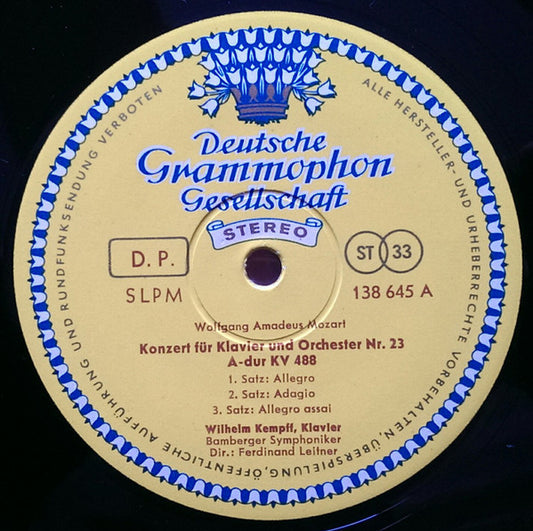 Deutsche
Grammophon
Gesellschaft
STEREO
D. P.
SLPM
ST 33
138 645 A
Wolfgang Amadeus Mozart
Konzert für Klavier und Orchester Nr. 23
A-dur KV 488
1. Satz: Allegro
2. Satz: Adagio
3. Satz: Allegro assai
Wilhelm Kempff, Klavier
Bamberger Symphoniker
Dir.: Ferdinand Leitner
ALLE HERSTELLER- UND URHEBERRECHTE VORBEHALTEN, ÜBERSPIELUNG, ÖFFENTLICHE AUFFÜHRUNG UND RUNDFUNKSENDUNG VERBOTEN